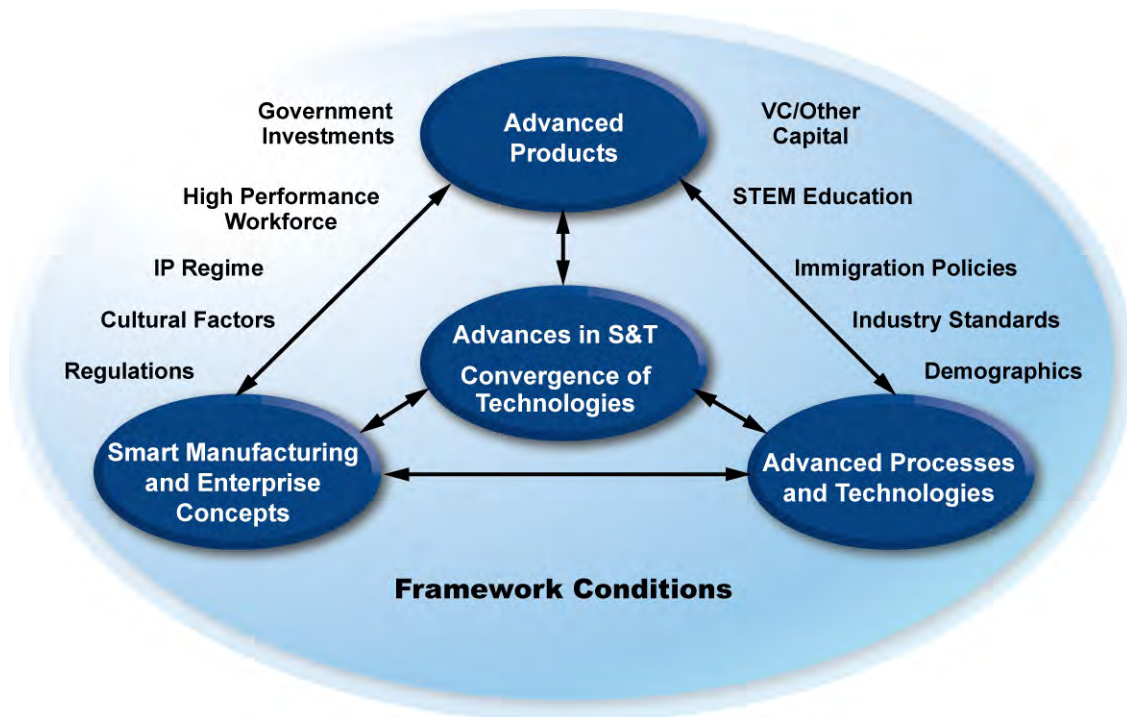 Government
Investments
Advanced
Products
VC/Other
Capital
High Performance
Workforce
STEM Education
IP Regime
Immigration Policies
Cultural Factors
Advances in S&T
Convergence of
Technologies
Industry Standards
Regulations
Demographics
Smart Manufacturing
and Enterprise
Concepts
Advanced Processes
and Technologies
Framework Conditions